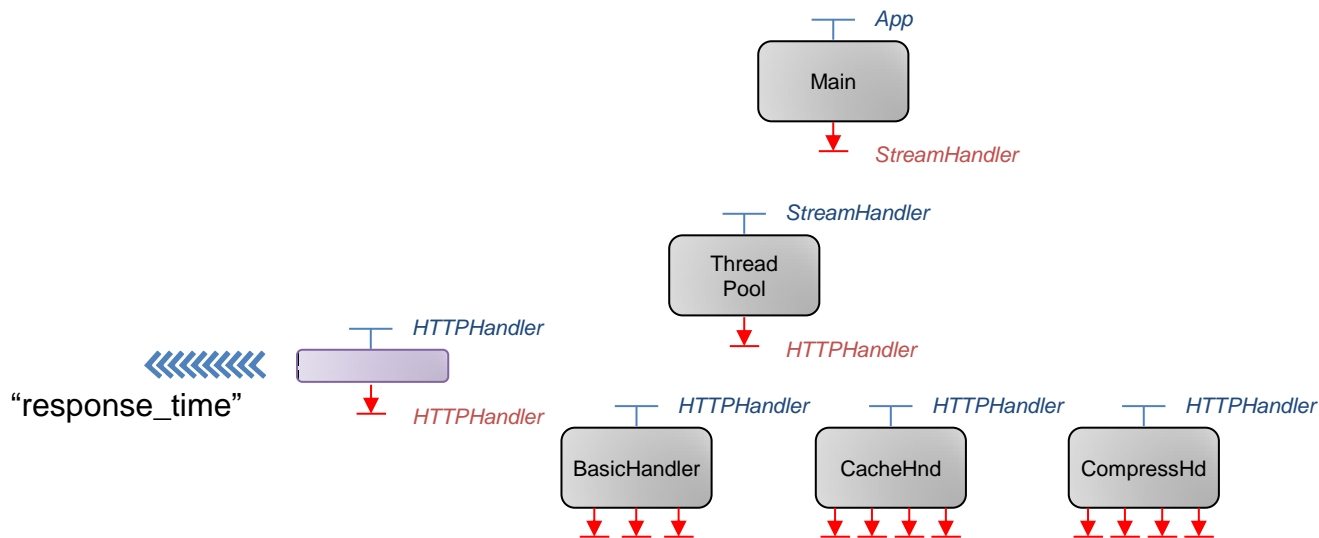 App
Main
StreamHandler
StreamHandler
Thread
Pool
HTTPHandler
HTTPHandler
“response_time”
HTTPHandler
HTTPHandler
HTTPHandler
HTTPHandler
BasicHandler
CacheHnd
CompressHd